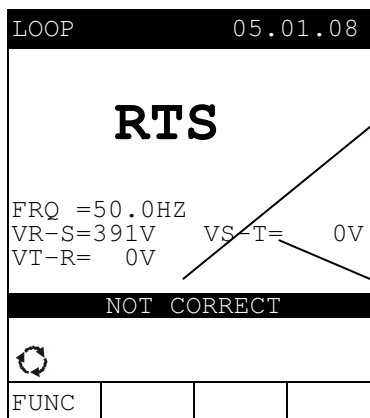 LOOP 05.01.08
RTS
FRQ =50.0HZ
VR-S=391V VS-T= 0V
VT-R= 0V
NOT CORRECT
FUNC